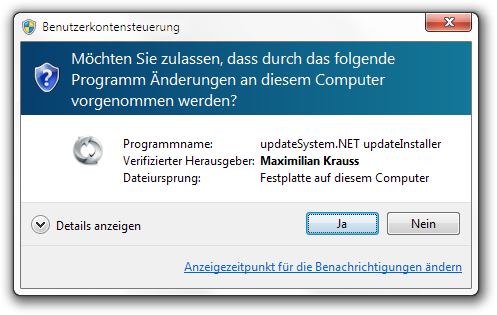 Benutzerkontensteuerung
Möchten Sie zulassen, dass durch das folgende
Programm Änderungen an diesem Computer
vorgenommen werden?
Programmname: updateSystem.NET updateInstaller
Verifizierter Herausgeber: Maximilian Krauss
Dateiursprung: Festplatte auf diesem Computer
Details anzeigen Ja Nein
Anzeigezeitpunkt für die Benachrichtigungen ändern